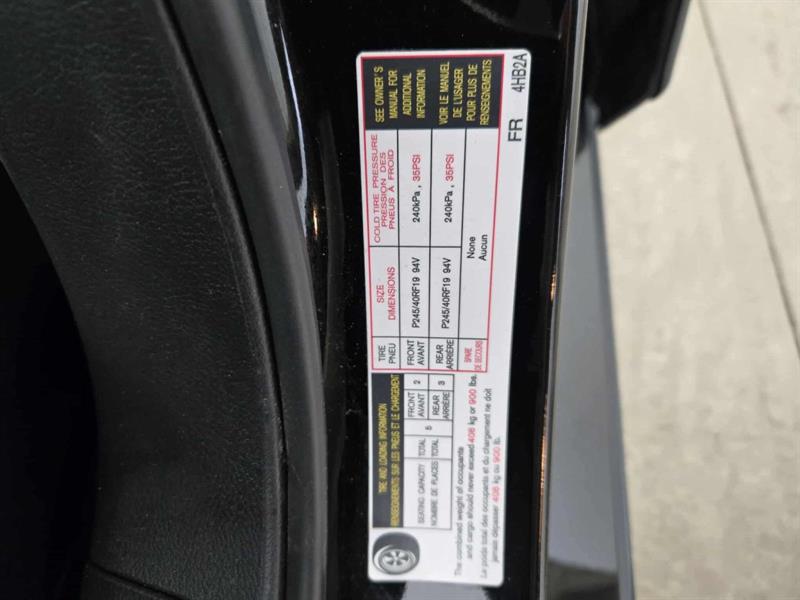 TIRE AND LOADING INFORMATION
RENSEIGNEMENTS SUR LES PNEUS ET LE CHARGEMENT
SEATING CAPACITY TOTAL 5 FRONT 2
NOMBRE DE PLACES TOTAL AVANT
REAR 3
ARRIÈRE
The combined weight of occupants
and cargo should never exceed 408 kg or 900 lbs.
Le poids total des occupants et du chargement ne doit
jamais dépasser 408 kg ou 900 lb.
TIRE
PNEU
SIZE
DIMENSIONS
COLD TIRE PRESSURE
PRESSION DES
PNEUS À FROID
SEE OWNER'S
MANUAL FOR
ADDITIONAL
INFORMATION
FRONT
AVANT
P245/40RF19 94V
240kPa , 35PSI
REAR
ARRIÈRE
P245/40RF19 94V
240kPa , 35PSI
VOIR LE MANUEL
DE L'USAGER
POUR PLUS DE
RENSEIGNEMENTS
SPARE
DE SECOURS
None
Aucun
FR 4HB2A